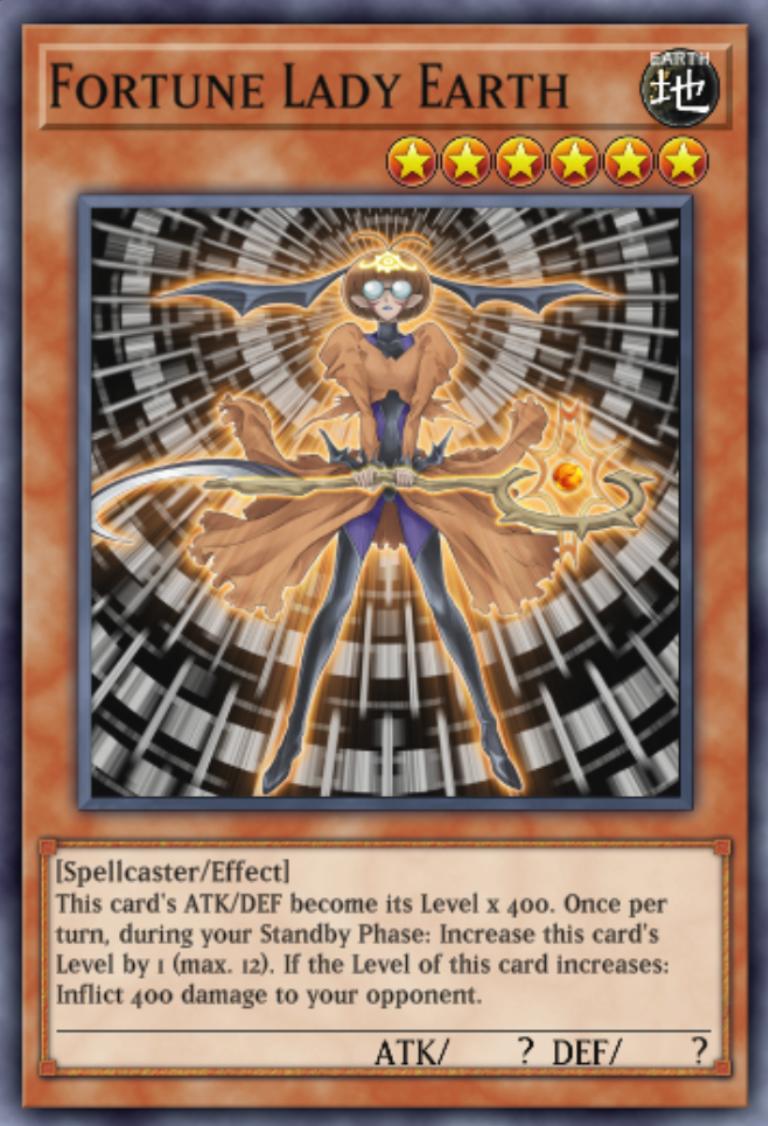 Fortune Lady Earth
EARTH
地
[Spellcaster/Effect]
This card's ATK/DEF become its Level x 400. Once per
turn, during your Standby Phase: Increase this card's
Level by 1 (max. 12). If the Level of this card increases:
Inflict 400 damage to your opponent.
ATK/ ? DEF/ ?